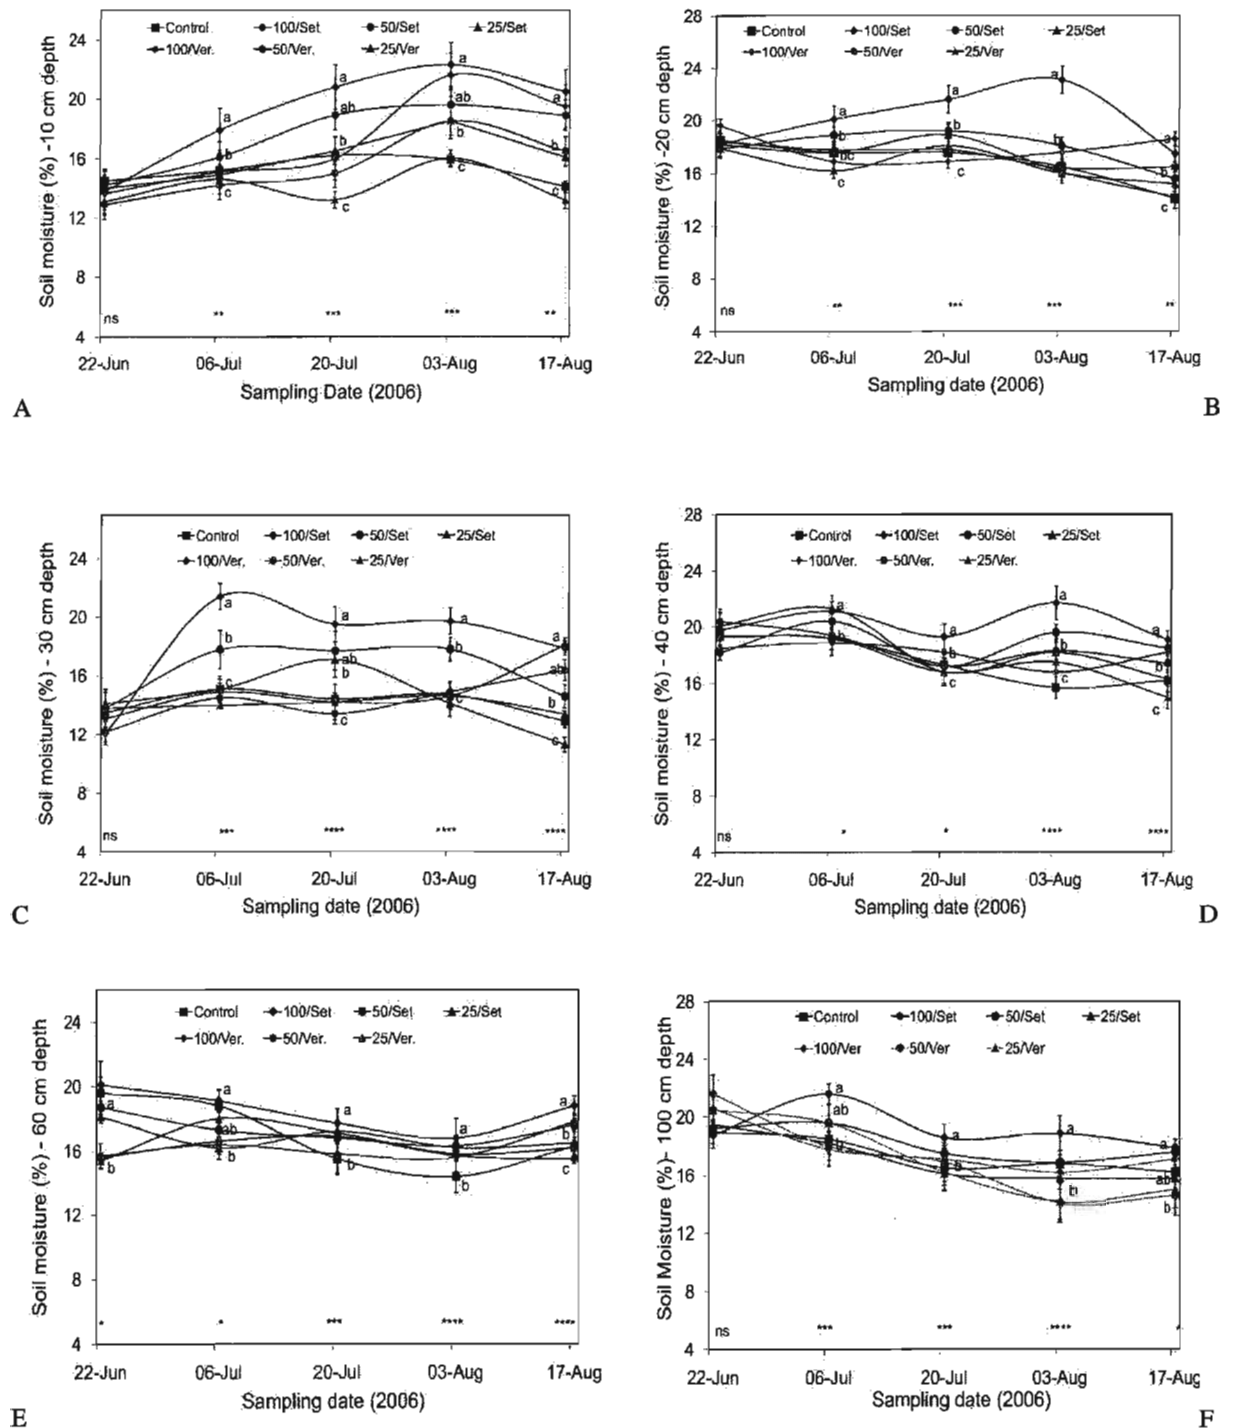 Control 100/Set 50/Set 25/Set
100/Ver. 50/Ver. 25/Ver
Soil moisture (%) -10 cm depth
24
20
16
12
8
4
a
b
c
a
ab
b
c
a
ab
b
c
a
b
c
ns ** *** *** **
22-Jun 06-Jul 20-Jul 03-Aug 17-Aug
Sampling Date (2006)
A
Control 100/Set 50/Set 25/Set
100/Ver 50/Ver 25/Ver
Soil moisture (%) -20 cm depth
28
24
20
16
12
8
4
a
b
bc
c
a
b
c
a
b
a
b
c
ns ** *** *** **
22-Jun 06-Jul 20-Jul 03-Aug 17-Aug
Sampling date (2006)
B
Control 100/Set 50/Set 25/Set
100/Ver. 50/Ver. 25/Ver
Soil moisture (%) - 30 cm depth
24
20
16
12
8
4
a
b
c
a
ab
b
c
a
b
c
a
ab
b
c
ns *** **** **** ****
22-Jun 06-Jul 20-Jul 03-Aug 17-Aug
Sampling date (2006)
C
Control 100/Set 50/Set 25/Set
100/Ver. 50/Ver. 25/Ver.
Soil moisture (%) - 40 cm depth
28
24
20
16
12
8
4
a
b
a
b
c
a
b
c
a
b
c
ns * * **** ****
22-Jun 06-Jul 20-Jul 03-Aug 17-Aug
Sampling date (2006)
D
Control 100/Set 50/Set 25/Set
100/Ver. 50/Ver. 25/Ver.
Soil moisture (%) - 60 cm depth
24
20
16
12
8
4
a
b
a
ab
b
a
b
a
b
a
b
c
* * *** **** ****
22-Jun 06-Jul 20-Jul 03-Aug 17-Aug
Sampling date (2006)
E
Control 100/Set 50/Set 25/Set
100/Ver 50/Ver 25/Ver
Soil Moisture (%)- 100 cm depth
28
24
20
16
12
8
4
a
ab
b
a
b
a
b
a
ab
b
ns *** *** **** *
22-Jun 06-Jul 20-Jul 03-Aug 17-Aug
Sampling date (2006)
F